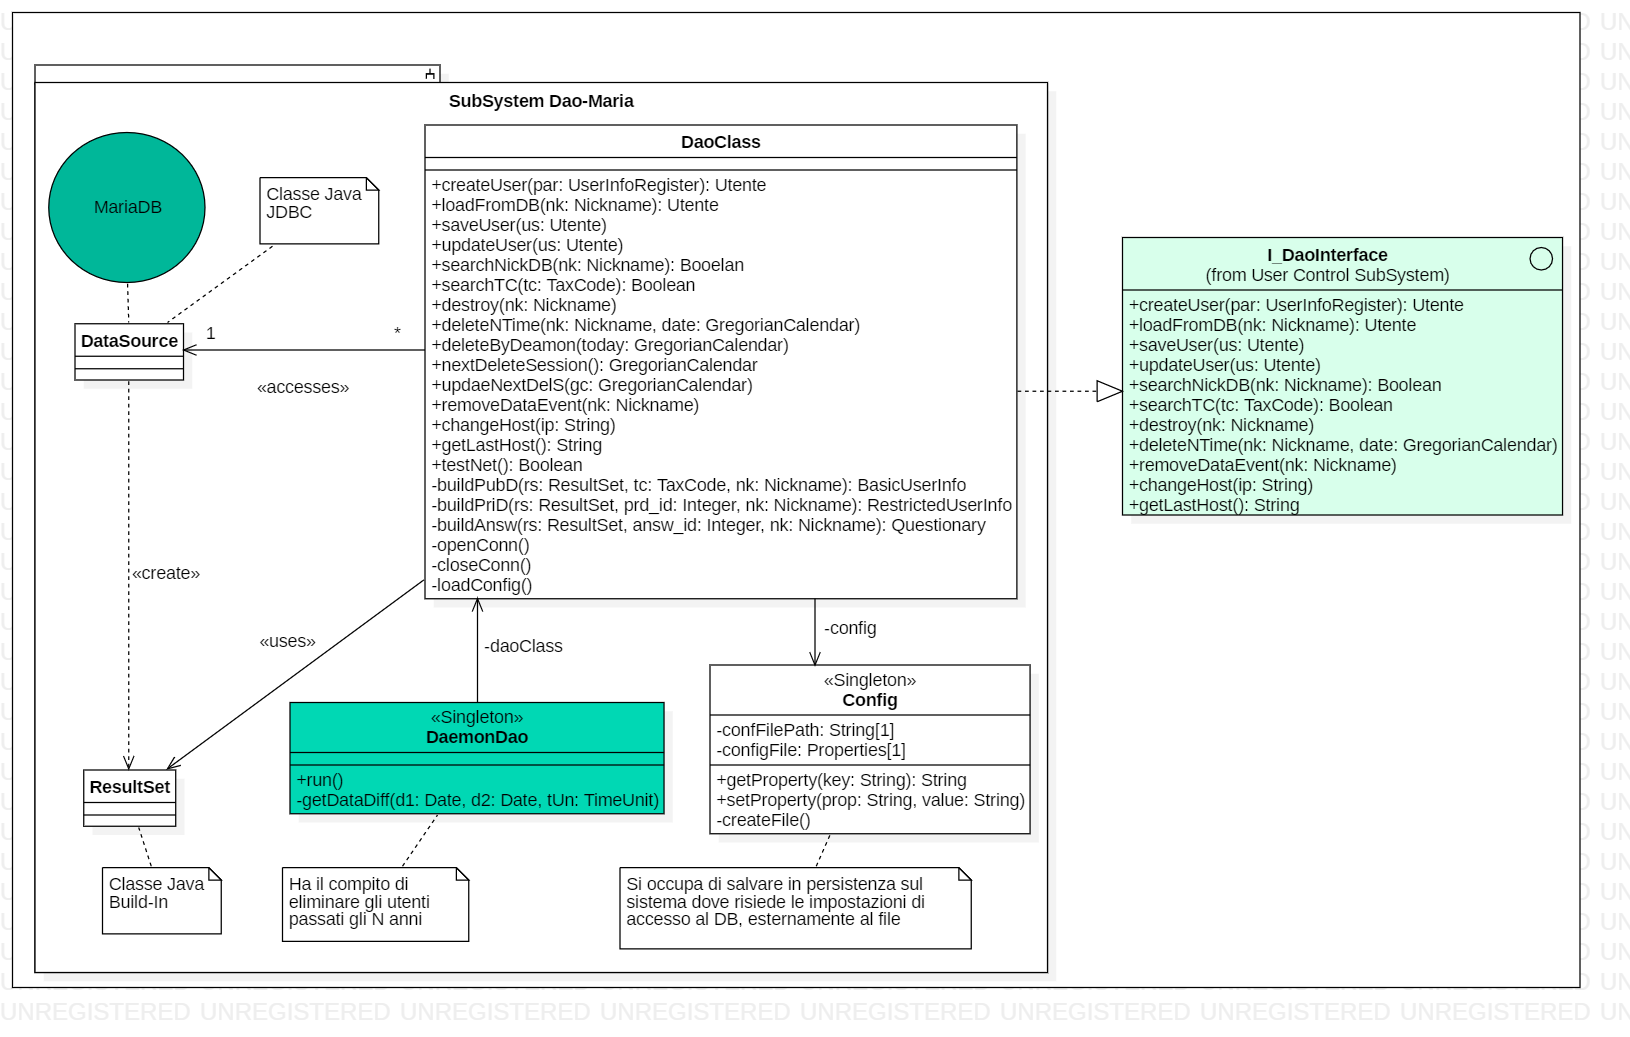 SubSystem Dao-Maria
MariaDB
Classe Java
JDBC
DataSource
1
*
«accesses»
«create»
«uses»
DaoClass
+createUser(par: UserInfoRegister): Utente
+loadFromDB(nk: Nickname): Utente
+saveUser(us: Utente)
+updateUser(us: Utente)
+searchNickDB(nk: Nickname): Booelan
+searchTC(tc: TaxCode): Boolean
+destroy(nk: Nickname)
+deleteNTime(nk: Nickname, date: GregorianCalendar)
+deleteByDeamon(today: GregorianCalendar)
+nextDeleteSession(): GregorianCalendar
+updaeNextDelS(gc: GregorianCalendar)
+removeDataEvent(nk: Nickname)
+changeHost(ip: String)
+getLastHost(): String
+testNet(): Boolean
-buildPubD(rs: ResultSet, tc: TaxCode, nk: Nickname): BasicUserInfo
-buildPriD(rs: ResultSet, prd_id: Integer, nk: Nickname): RestrictedUserInfo
-buildAnsw(rs: ResultSet, answ_id: Integer, nk: Nickname): Questionary
-openConn()
-closeConn()
-loadConfig()
I_DaoInterface
(from User Control SubSystem)
+createUser(par: UserInfoRegister): Utente
+loadFromDB(nk: Nickname): Utente
+saveUser(us: Utente)
+updateUser(us: Utente)
+searchNickDB(nk: Nickname): Boolean
+searchTC(tc: TaxCode): Boolean
+destroy(nk: Nickname)
+deleteNTime(nk: Nickname, date: GregorianCalendar)
+removeDataEvent(nk: Nickname)
+changeHost(ip: String)
+getLastHost(): String
-daoClass
-config
«Singleton»
DaemonDao
+run()
-getDataDiff(d1: Date, d2: Date, tUn: TimeUnit)
«Singleton»
Config
-confFilePath: String[1]
-configFile: Properties[1]
+getProperty(key: String): String
+setProperty(prop: String, value: String)
-createFile()
ResultSet
Classe Java
Build-In
Ha il compito di
eliminare gli utenti
passati gli N anni
Si occupa di salvare in persistenza sul
sistema dove risiede le impostazioni di
accesso al DB, esternamente al file
UNREGISTERED UNREGISTERED UNREGISTERED UNREGISTERED UNREGISTERED UNREGISTERED UNREGISTERED UNREGISTERED UN